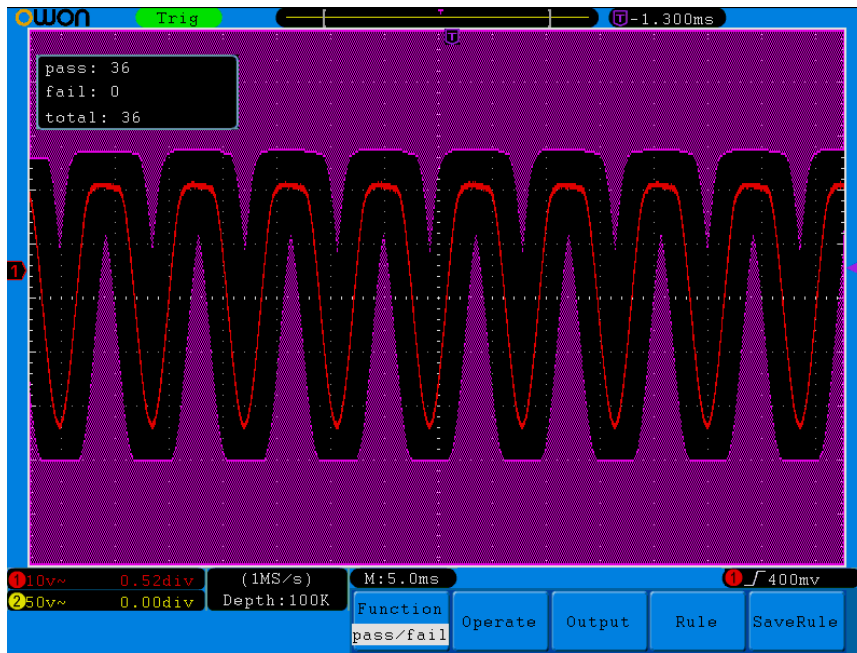 OWON Trig T -1.300ms
T
pass: 36
fail: 0
total: 36
1
1 10v~ 0.52div (1MS/s) M:5.0ms 1 400mv
2 50v~ 0.00div Depth:100K
Function Operate Output Rule SaveRule
pass/fail